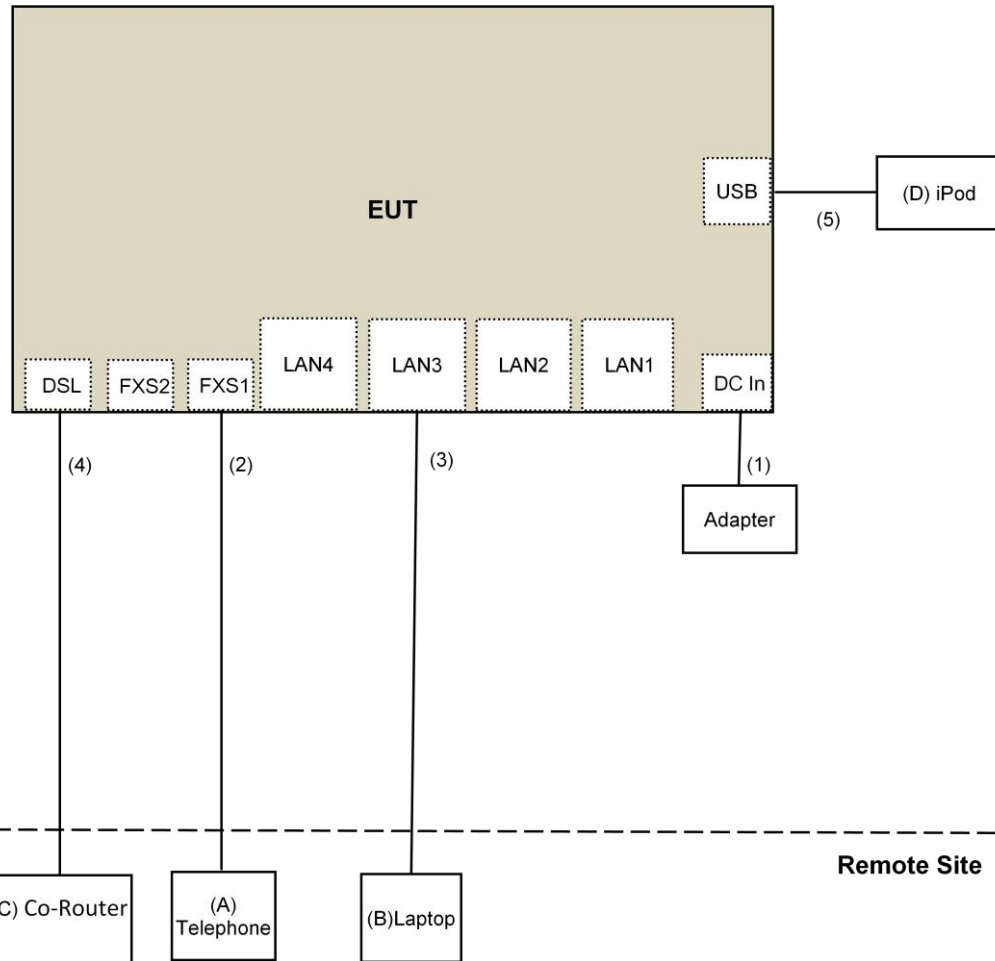 USB
(D) iPod
EUT
(5)
LAN4
LAN3
LAN2
LAN1
DSL
FXS2
FXS1
DC In
(4)
(2)
(3)
(1)
Adapter
Remote Site
C) Co-Router
(A)
Telephone
(B)Laptop